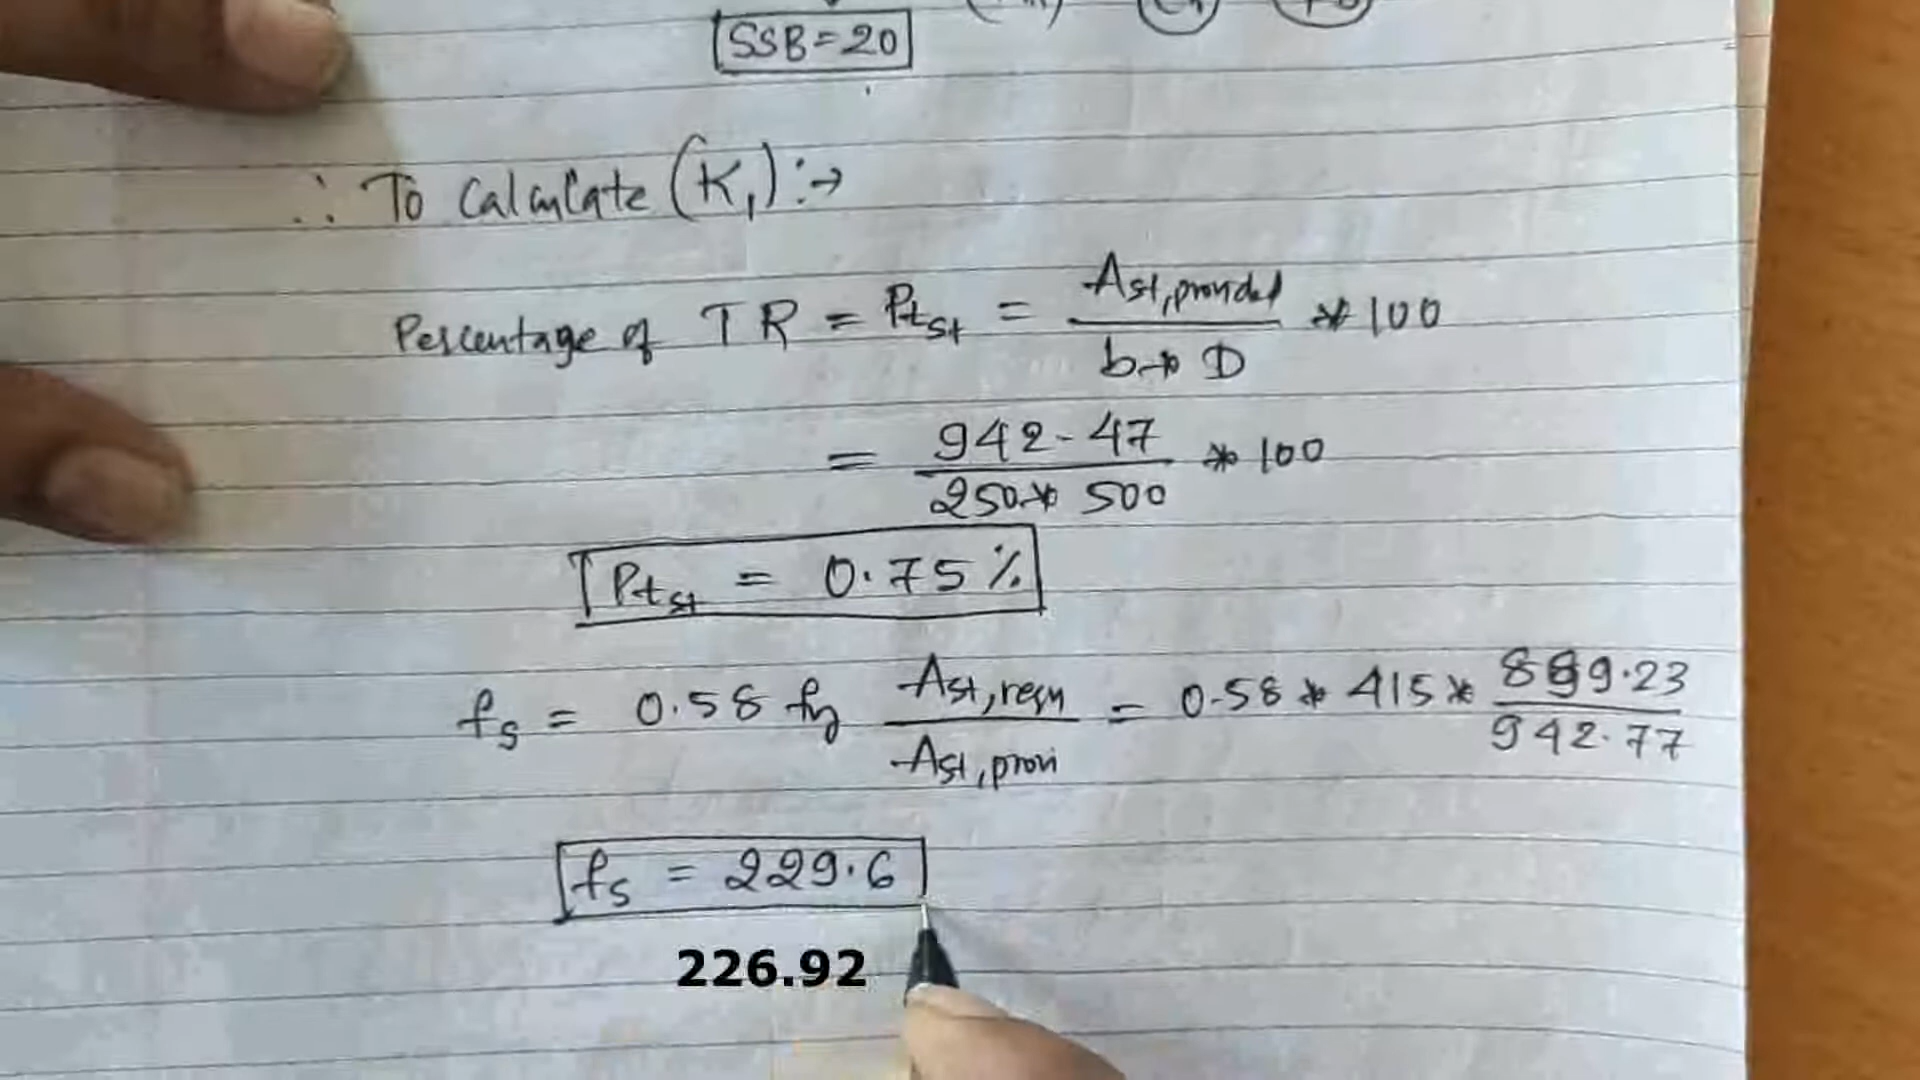 SSB=20
∴ To Calculate (K₁):→
Percentage of TR = Ptst = Ast,provided / b * D * 100
= 942-47 / 250 * 500 * 100
Ptst = 0.75 %
fs = 0.58 fy Ast,reqn / Ast,provi = 0.58 * 415 * 889.23 / 942.77
fs = 229.6
226.92